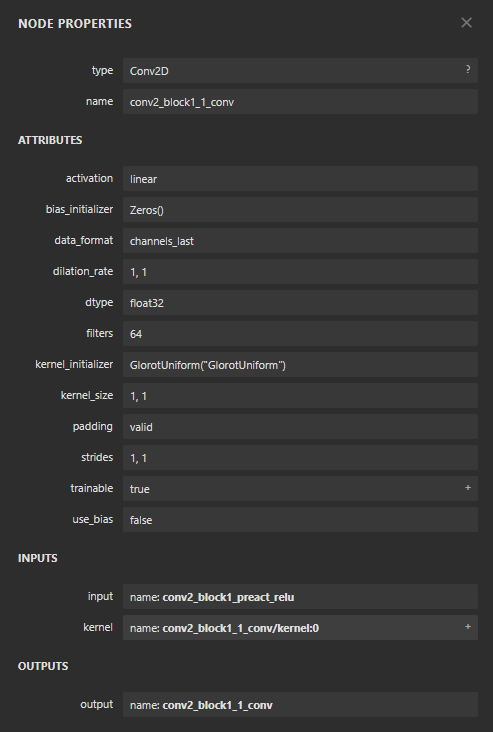 NODE PROPERTIES ×
type Conv2D ?
name conv2_block1_1_conv
ATTRIBUTES
activation linear
bias_initializer Zeros()
data_format channels_last
dilation_rate 1, 1
dtype float32
filters 64
kernel_initializer GlorotUniform("GlorotUniform")
kernel_size 1, 1
padding valid
strides 1, 1
trainable true +
use_bias false
INPUTS
input name: conv2_block1_preact_relu
kernel name: conv2_block1_1_conv/kernel:0 +
OUTPUTS
output name: conv2_block1_1_conv